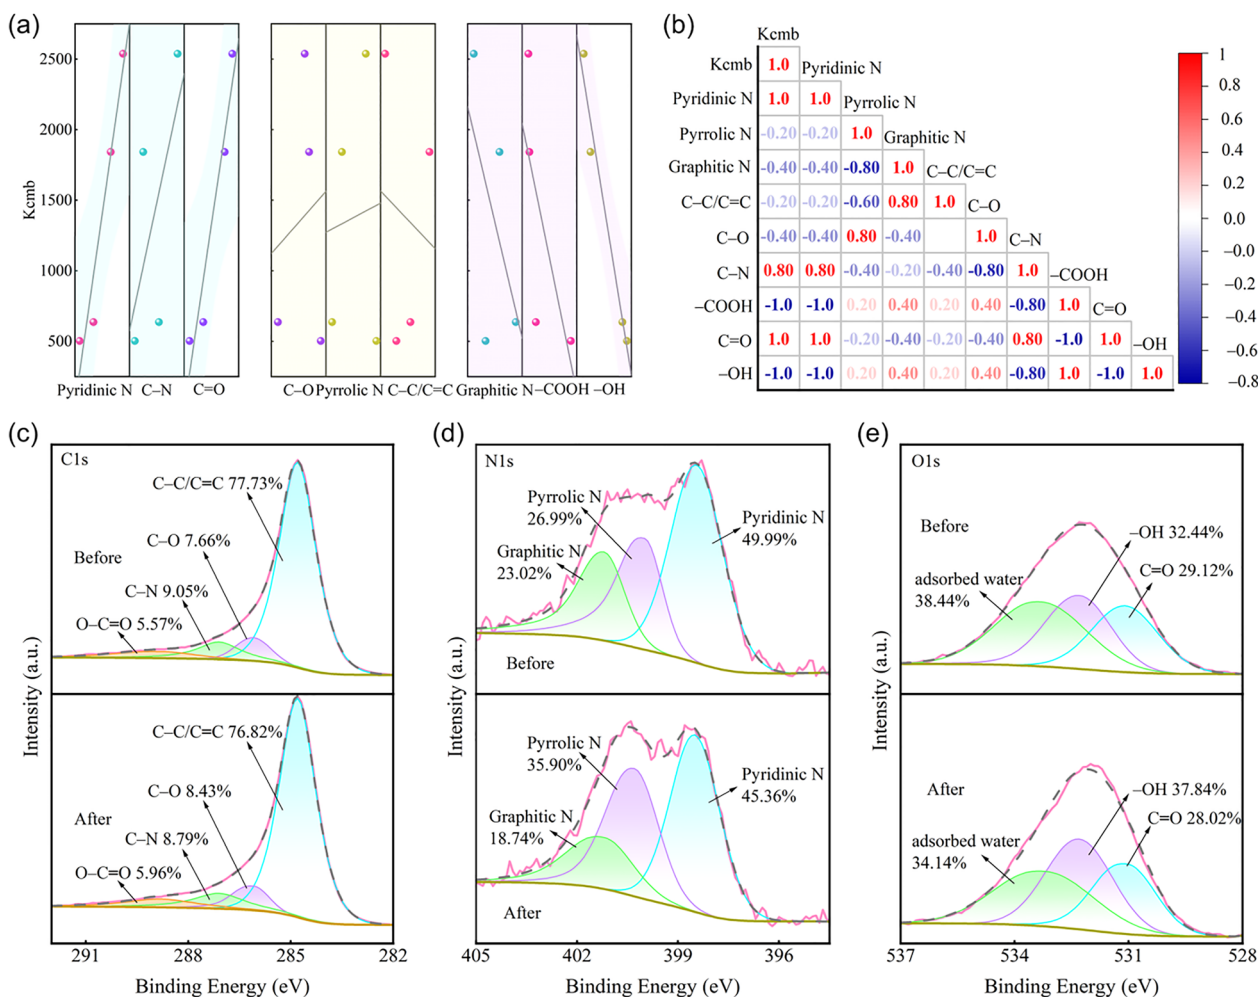 (a)
2500
2000
1500
1000
500
Kcmb
Pyridinic N C–N C=O
C–O Pyrrolic N C–C/C=C
Graphitic N –COOH –OH
(b)
Kcmb
Kcmb 1.0 Pyridinic N
Pyridinic N 1.0 1.0 Pyrrolic N
Pyrrolic N -0.20 -0.20 1.0 Graphitic N
Graphitic N -0.40 -0.40 -0.80 1.0 C–C/C=C
C–C/C=C -0.20 -0.20 -0.60 0.80 1.0 C–O
C–O -0.40 -0.40 0.80 -0.40 1.0 C–N
C–N 0.80 0.80 -0.40 -0.20 -0.40 -0.80 1.0 –COOH
–COOH -1.0 -1.0 0.20 0.40 0.20 0.40 -0.80 1.0 C=O
C=O 1.0 1.0 -0.20 -0.40 -0.20 -0.40 0.80 -1.0 1.0 –OH
–OH -1.0 -1.0 0.20 0.40 0.20 0.40 -0.80 1.0 -1.0 1.0
1
0.8
0.6
0.4
0.2
0.0
−0.2
−0.4
−0.6
−0.8
(c)
C1s
C–C/C=C 77.73%
C–O 7.66%
Before
C–N 9.05%
O–C=O 5.57%
C–C/C=C 76.82%
C–O 8.43%
After
C–N 8.79%
O–C=O 5.96%
Intensity (a.u.)
291 288 285 282
Binding Energy (eV)
(d)
N1s
Pyrrolic N
26.99%
Pyridinic N
49.99%
Graphitic N
23.02%
Before
Pyrrolic N
35.90%
Pyridinic N
45.36%
Graphitic N
18.74%
After
Intensity (a.u.)
405 402 399 396
Binding Energy (eV)
(e)
O1s
Before
–OH 32.44%
C=O 29.12%
adsorbed water
38.44%
After
–OH 37.84%
C=O 28.02%
adsorbed water
34.14%
Intensity (a.u.)
537 534 531 528
Binding Energy (eV)